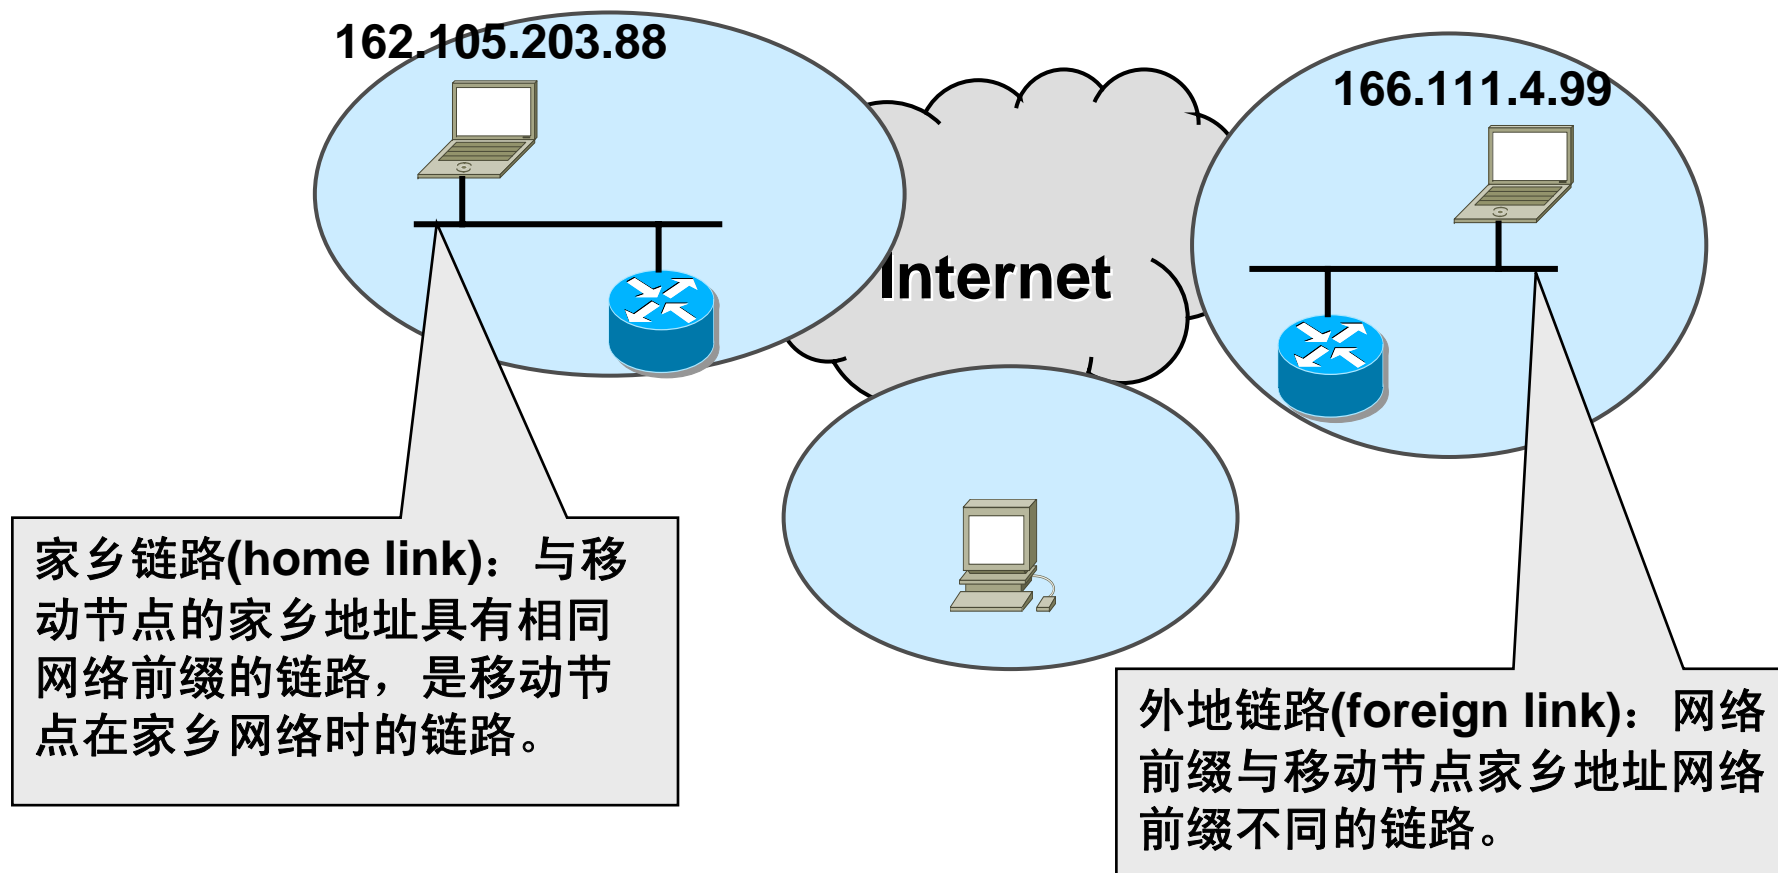 162.105.203.88
166.111.4.99
Internet
家乡链路(home link)：与移
动节点的家乡地址具有相同
网络前缀的链路，是移动节
点在家乡网络时的链路。
外地链路(foreign link)：网络
前缀与移动节点家乡地址网络
前缀不同的链路。